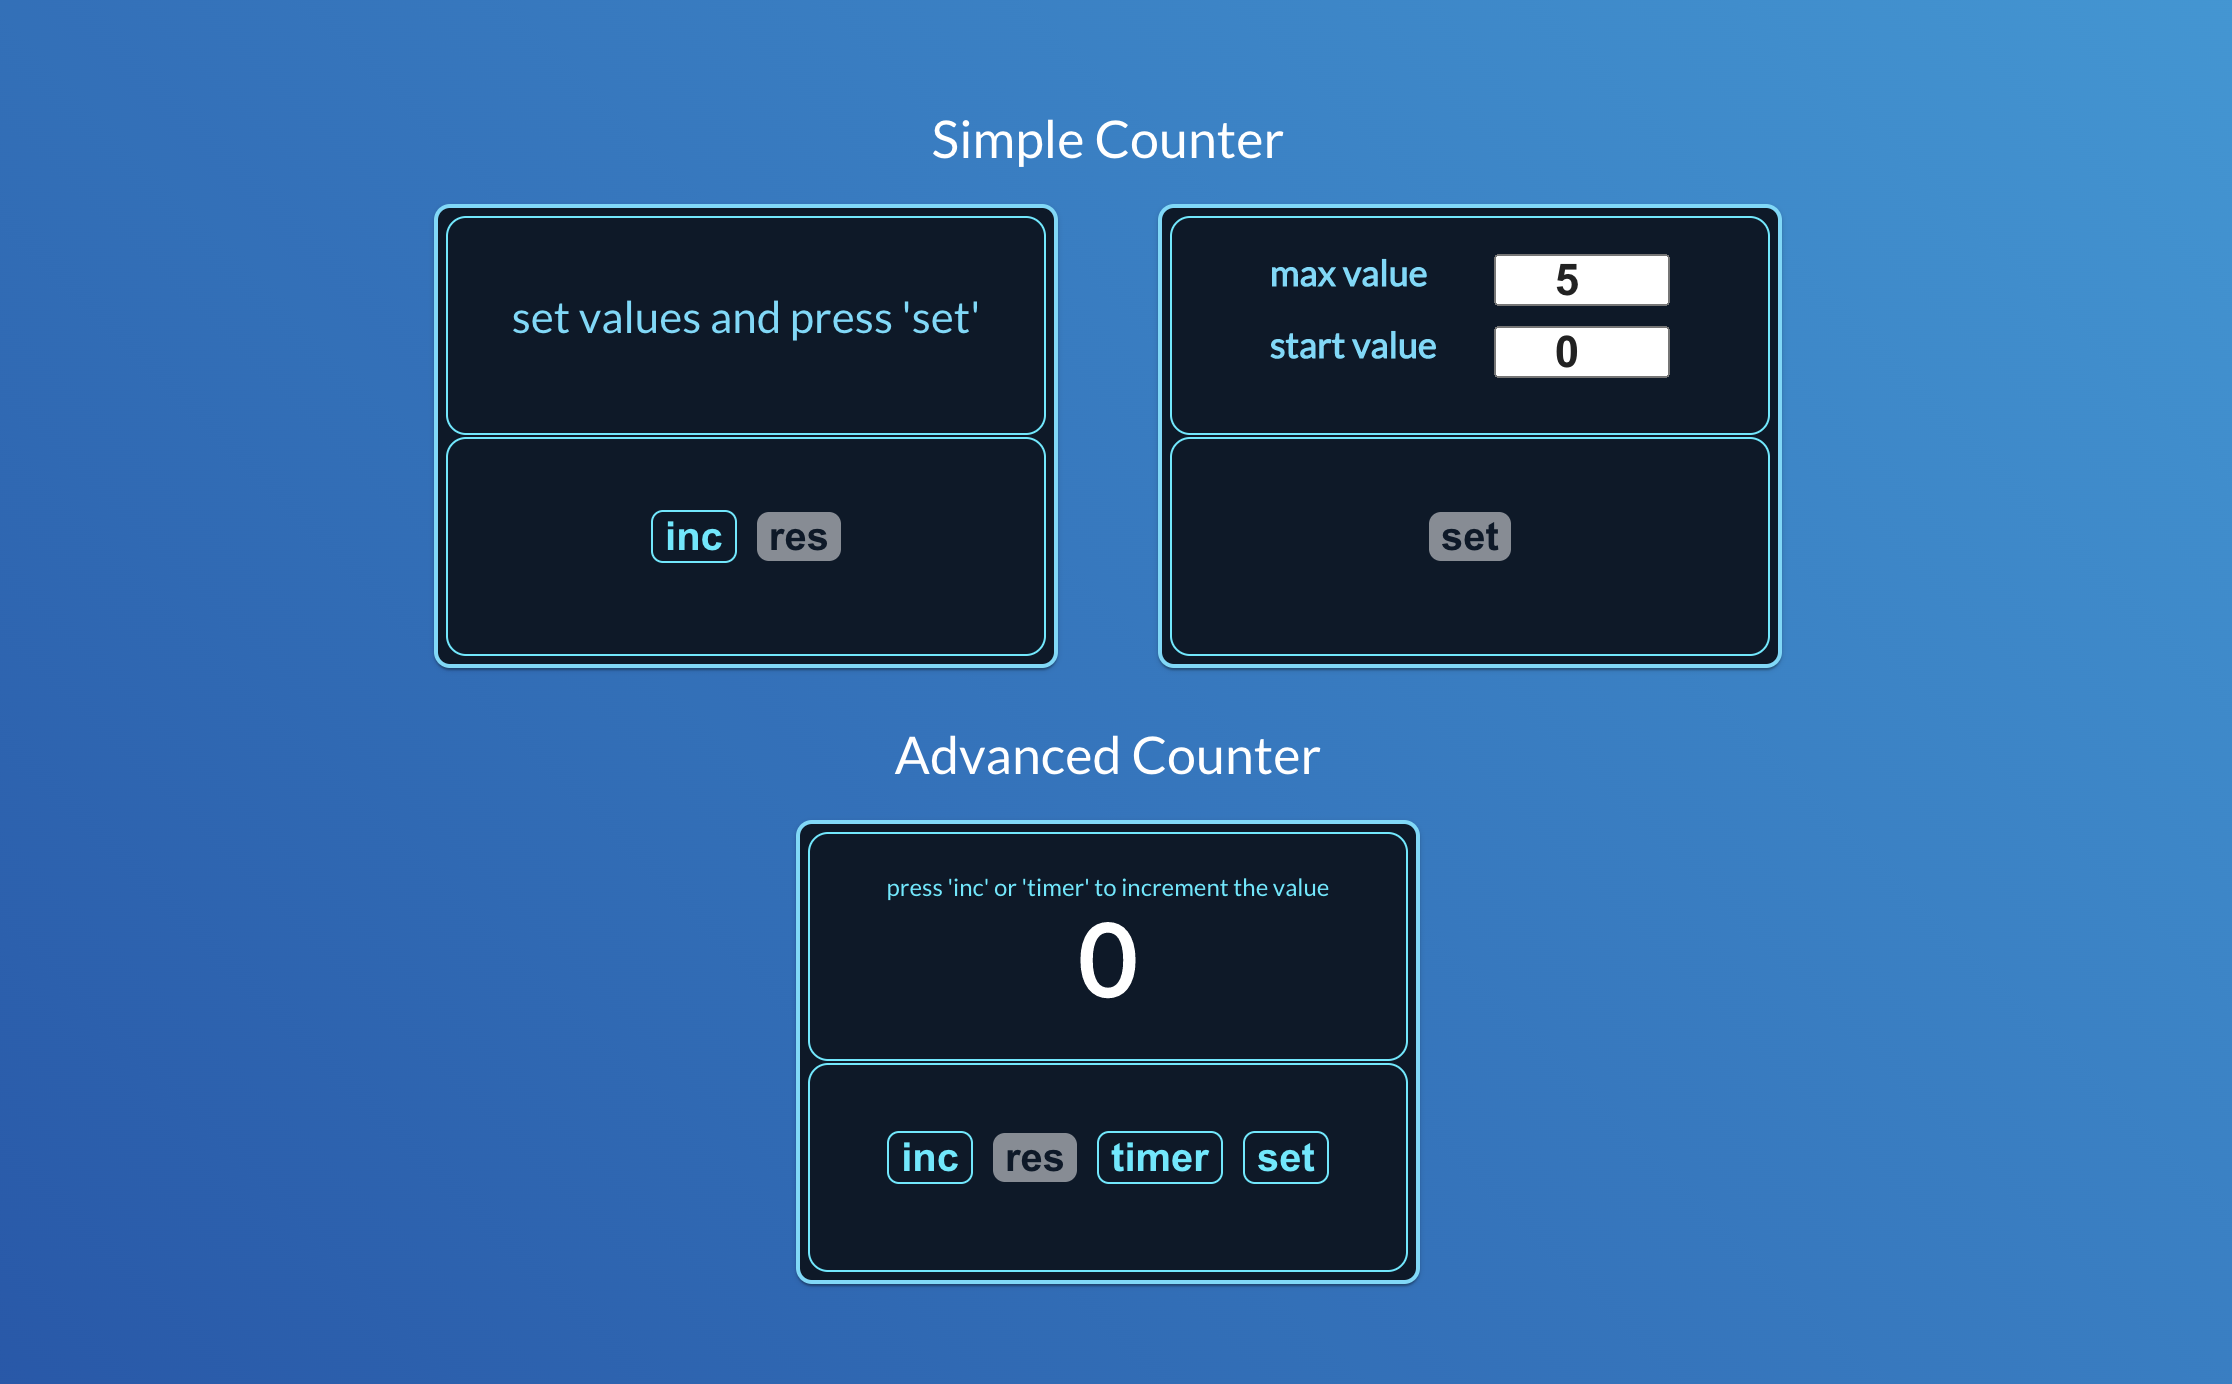 Simple Counter
set values and press 'set'
inc res
max value 5
start value 0
set
Advanced Counter
press 'inc' or 'timer' to increment the value
0
inc res timer set